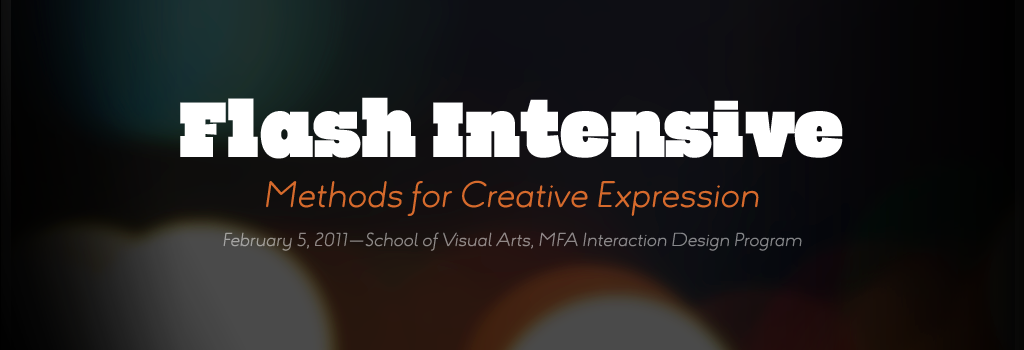 Flash Intensive
Methods for Creative Expression
February 5, 2011—School of Visual Arts, MFA Interaction Design Program